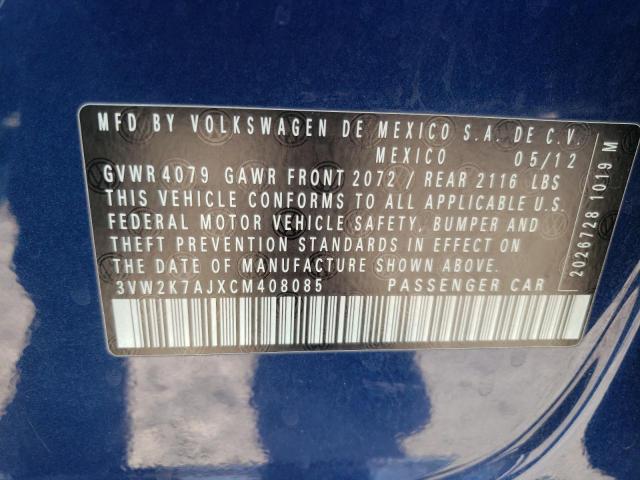 MFD BY VOLKSWAGEN DE MEXICO S.A. DE C.V.
MEXICO 05/12
GVWR4079 GAWR FRONT 2072 / REAR 2116 LBS
THIS VEHICLE CONFORMS TO ALL APPLICABLE U.S.
FEDERAL MOTOR VEHICLE SAFETY, BUMPER AND
THEFT PREVENTION STANDARDS IN EFFECT ON
THE DATE OF MANUFACTURE SHOWN ABOVE.
3VW2K7AJXCM408085 PASSENGER CAR
2026728 1019 M